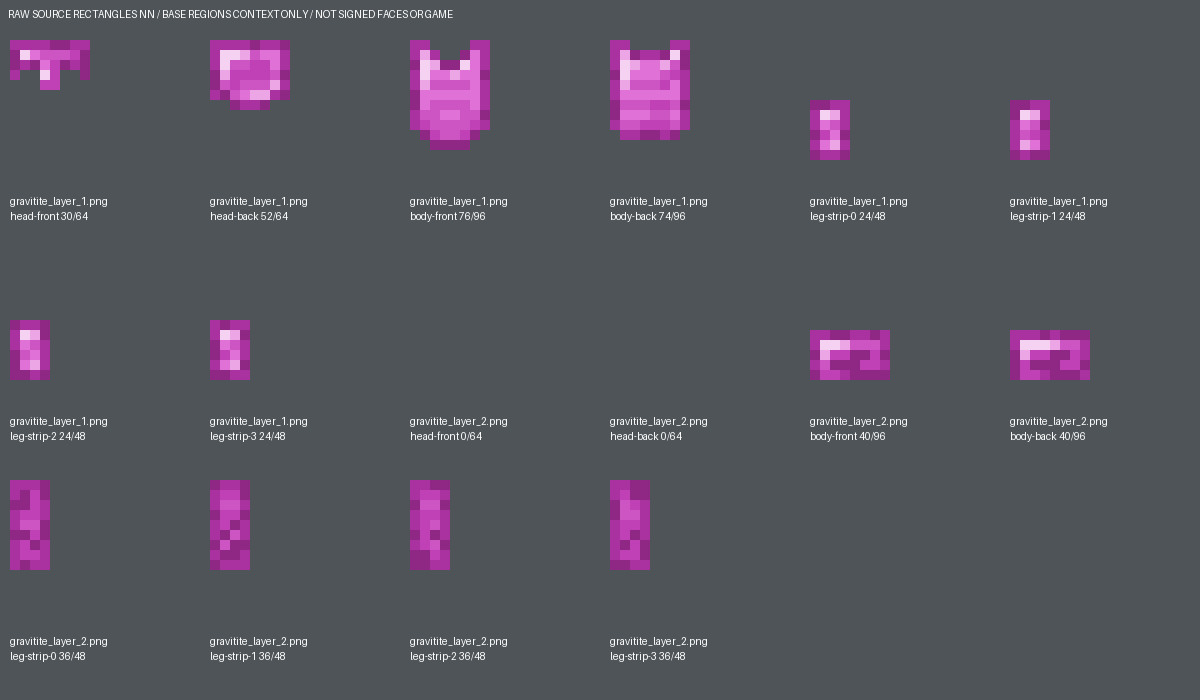 RAW SOURCE RECTANGLES NN / BASE REGIONS CONTEXT ONLY / NOT SIGNED FACES OR GAME
gravitite_layer_1.png
head-front 30/64
gravitite_layer_1.png
head-back 52/64
gravitite_layer_1.png
body-front 76/96
gravitite_layer_1.png
body-back 74/96
gravitite_layer_1.png
leg-strip-0 24/48
gravitite_layer_1.png
leg-strip-1 24/48
gravitite_layer_1.png
leg-strip-2 24/48
gravitite_layer_1.png
leg-strip-3 24/48
gravitite_layer_2.png
head-front 0/64
gravitite_layer_2.png
head-back 0/64
gravitite_layer_2.png
body-front 40/96
gravitite_layer_2.png
body-back 40/96
gravitite_layer_2.png
leg-strip-0 36/48
gravitite_layer_2.png
leg-strip-1 36/48
gravitite_layer_2.png
leg-strip-2 36/48
gravitite_layer_2.png
leg-strip-3 36/48